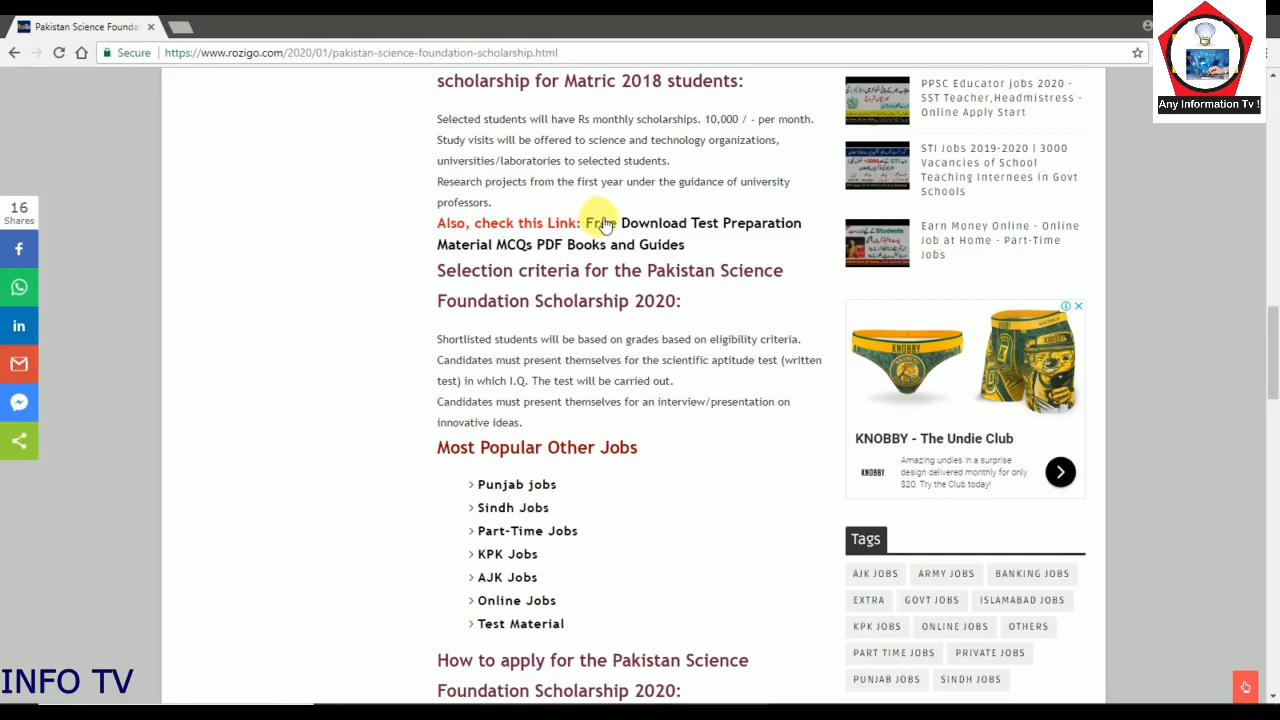 Pakistan Science Founda
Secure
https://www.rozigo.com/2020/01/pakistan-science-foundation-scholarship.html
Any Information Tv !
scholarship for Matric 2018 students:
Selected students will have Rs monthly scholarships. 10,000 / - per month.
Study visits will be offered to science and technology organizations,
universities/laboratories to selected students.
Research projects from the first year under the guidance of university
professors.
Also, check this Link: Free Download Test Preparation
Material MCQs PDF Books and Guides
Selection criteria for the Pakistan Science
Foundation Scholarship 2020:
Shortlisted students will be based on grades based on eligibility criteria.
Candidates must present themselves for the scientific aptitude test (written
test) in which I.Q. The test will be carried out.
Candidates must present themselves for an interview/presentation on
innovative ideas.
Most Popular Other Jobs
Punjab jobs
Sindh Jobs
Part-Time Jobs
KPK Jobs
AJK Jobs
Online Jobs
Test Material
How to apply for the Pakistan Science
Foundation Scholarship 2020:
16
Shares
INFO TV
PPSC Educator jobs 2020 -
SST Teacher,Headmistress -
Online Apply Start
STI Jobs 2019-2020 | 3000
Vacancies of School
Teaching Internees in Govt
Schools
Earn Money Online - Online
Job at Home - Part-Time
Jobs
KNOBBY
KNOBBY - The Undie Club
KNOBBY
Amazing undies in a surprise
design delivered monthly for only
$20. Try the Club today!
Tags
AJK JOBS
ARMY JOBS
BANKING JOBS
EXTRA
GOVT JOBS
ISLAMABAD JOBS
KPK JOBS
ONLINE JOBS
OTHERS
PART TIME JOBS
PRIVATE JOBS
PUNJAB JOBS
SINDH JOBS